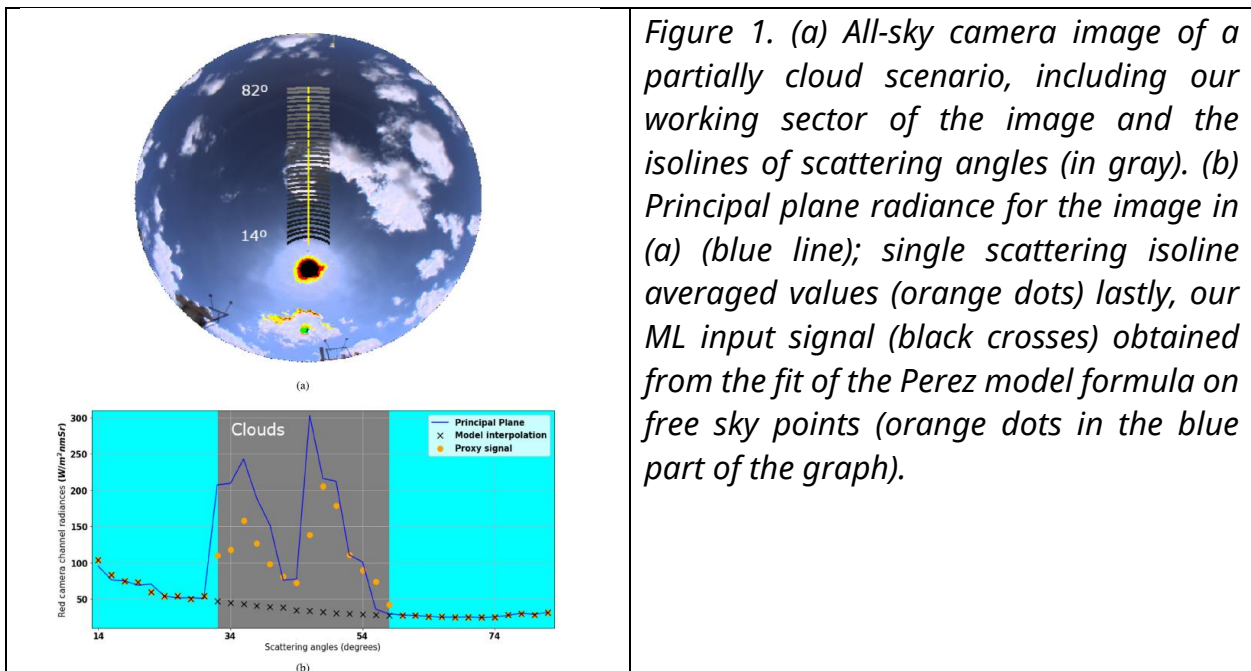 82º
14º
(a)
Figure 1. (a) All-sky camera image of a
partially cloud scenario, including our
working sector of the image and the
isolines of scattering angles (in gray). (b)
Principal plane radiance for the image in
(a) (blue line); single scattering isoline
averaged values (orange dots) lastly, our
ML input signal (black crosses) obtained
from the fit of the Perez model formula on
free sky points (orange dots in the blue
part of the graph).
Red camera channel radiances (W/m²nmSr)
300
250
200
150
100
50
Clouds
Principal Plane
Model interpolation
Proxy signal
14
34
54
74
Scattering angles (degrees)
(b)